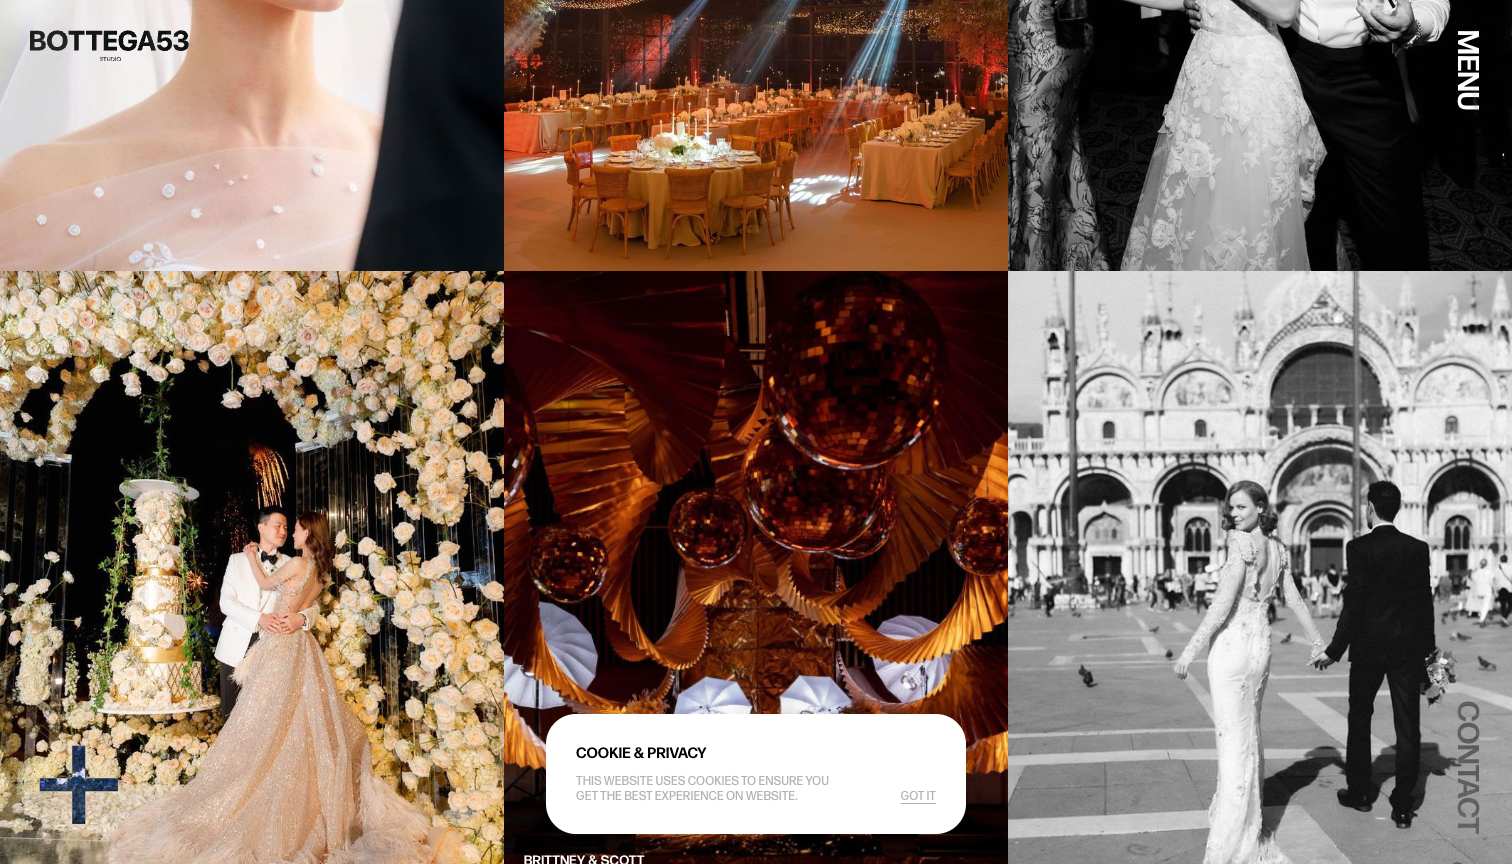 BOTTEGA53
STUDIO
MENU
COOKIE & PRIVACY
THIS WEBSITE USES COOKIES TO ENSURE YOU
GET THE BEST EXPERIENCE ON WEBSITE.
GOT IT
CONTACT
BRITTNEY & SCOTT